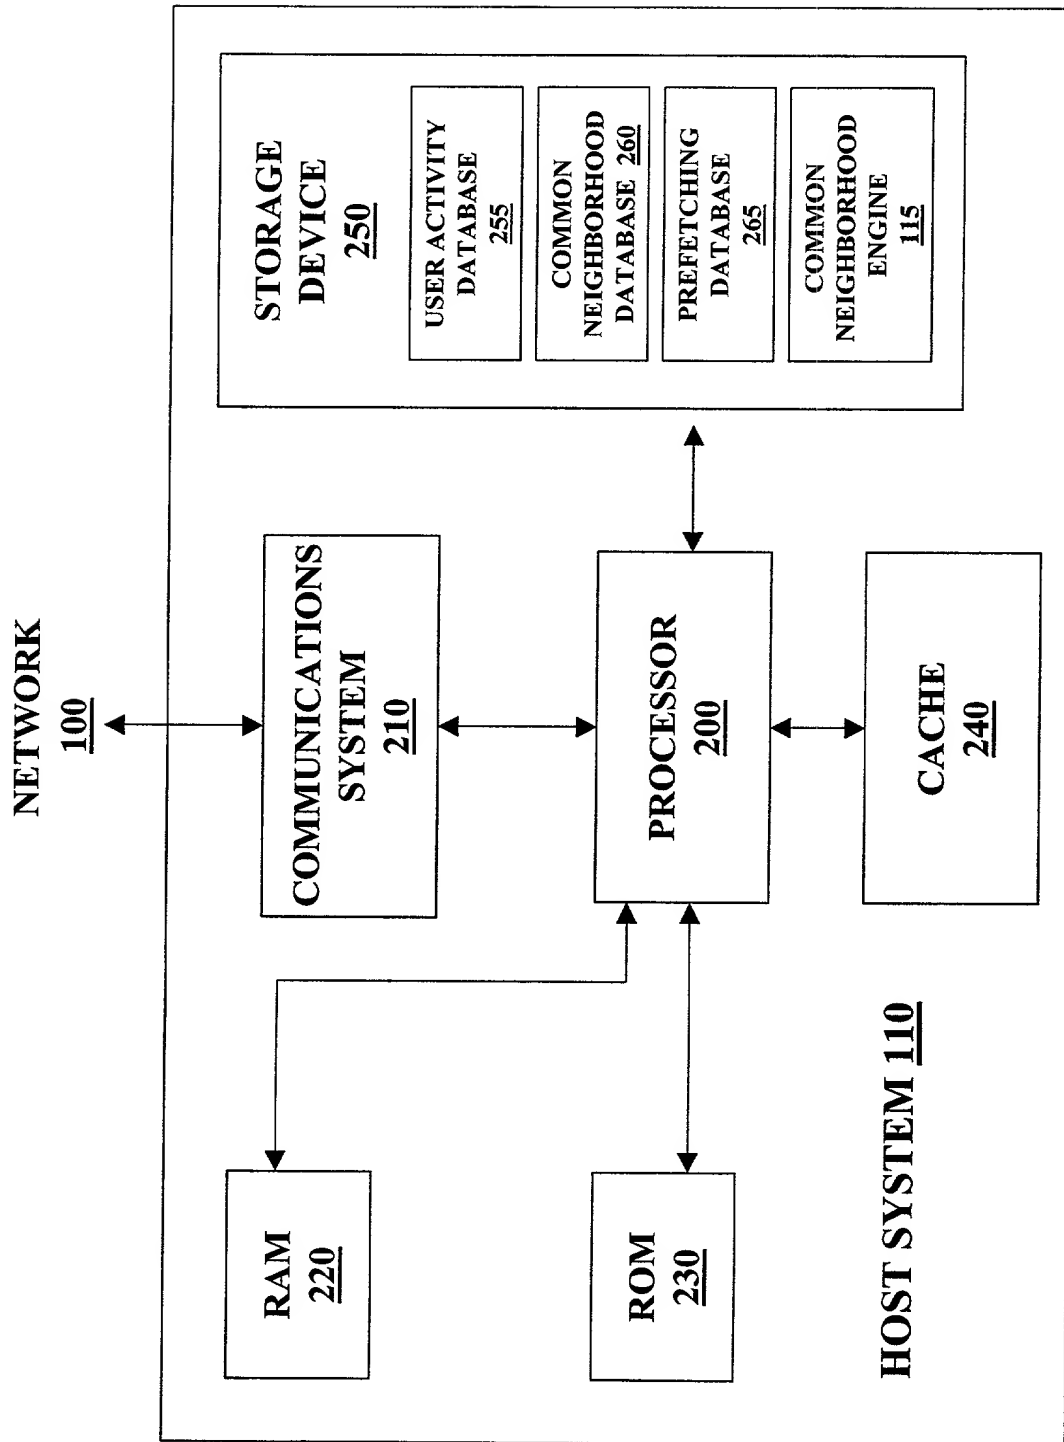 NETWORK
100
COMMUNICATIONS
SYSTEM
210
RAM
220
ROM
230
PROCESSOR
200
CACHE
240
STORAGE
DEVICE
250
USER ACTIVITY
DATABASE
255
COMMON
NEIGHBORHOOD
DATABASE 260
PREFETCHING
DATABASE
265
COMMON
NEIGHBORHOOD
ENGINE
115
HOST SYSTEM 110